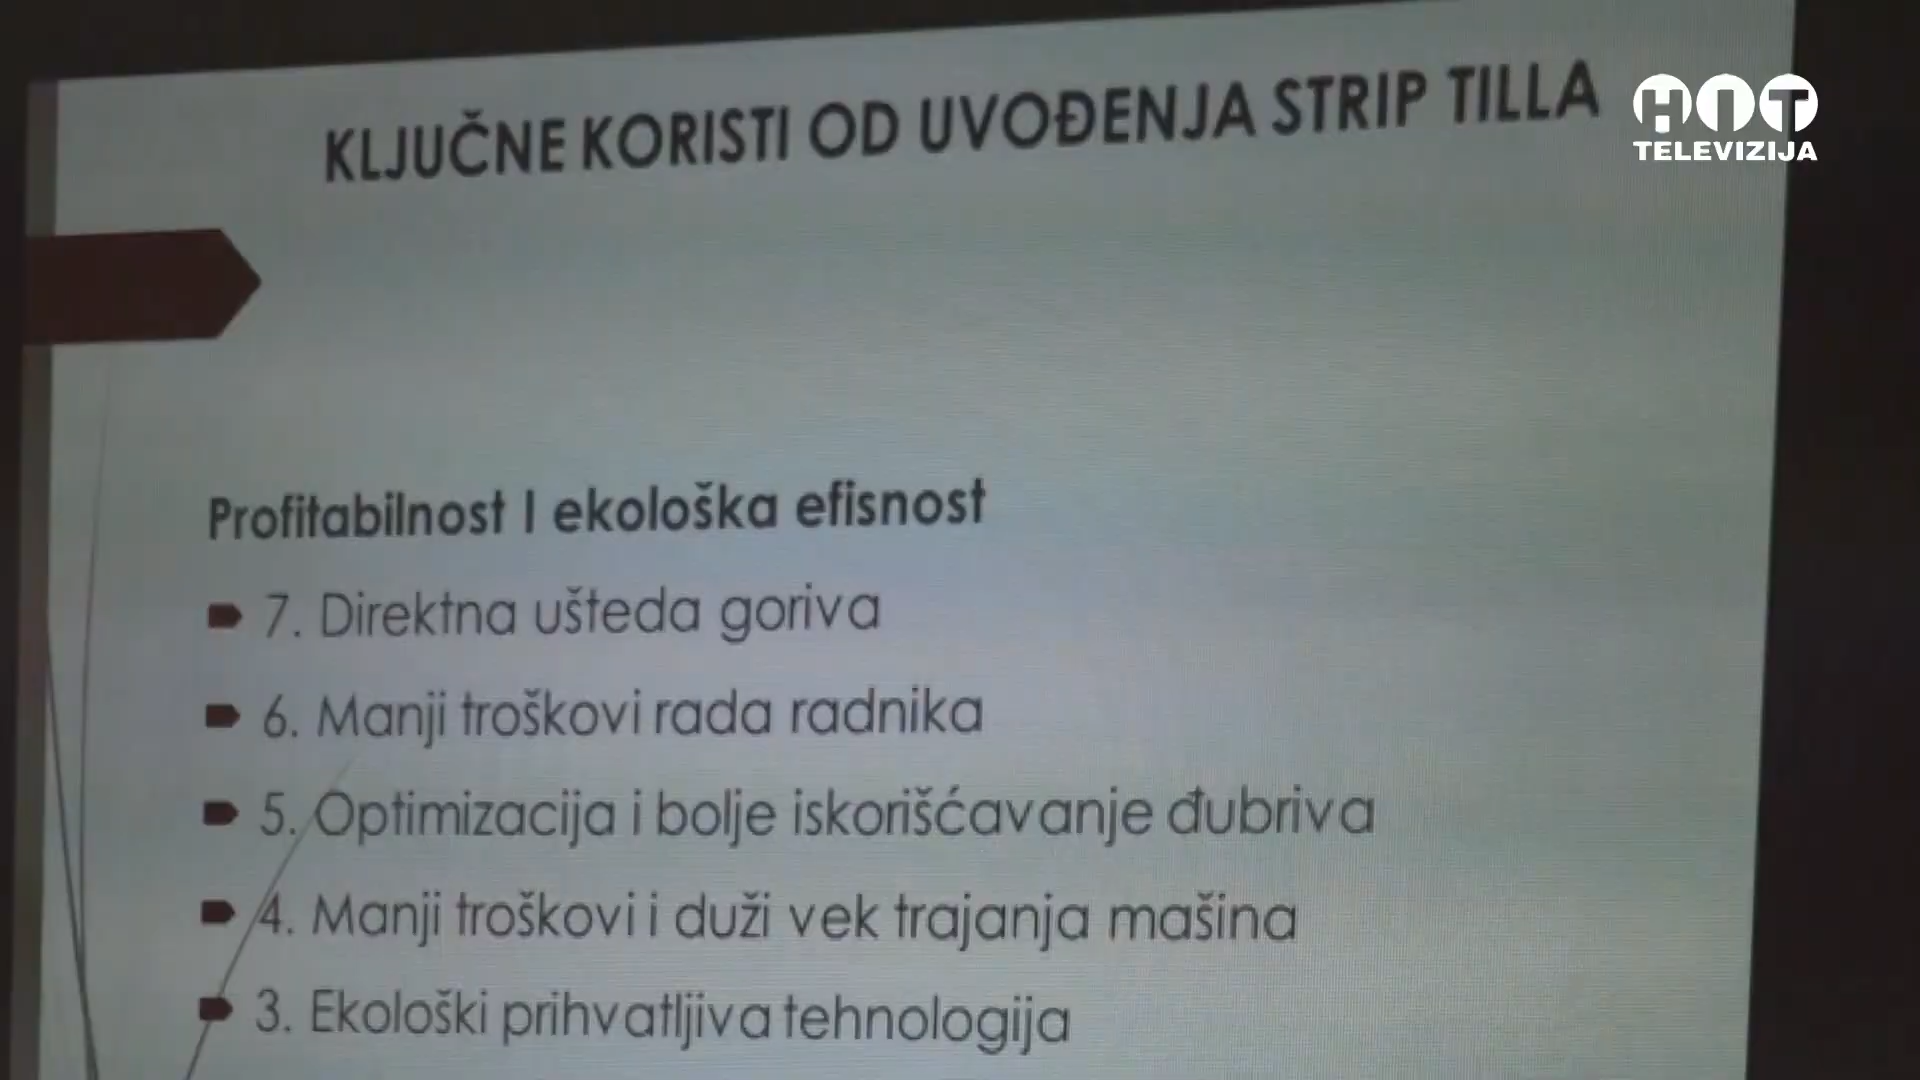 KLJUČNE KORISTI OD UVOĐENJA STRIP TILLA
HIT
TELEVIZIJA
Profitabilnost I ekološka efisnost
7. Direktna ušteda goriva
6. Manji troškovi rada radnika
5. Optimizacija i bolje iskorišćavanje đubriva
4. Manji troškovi i duži vek trajanja mašina
3. Ekološki prihvatljiva tehnologija